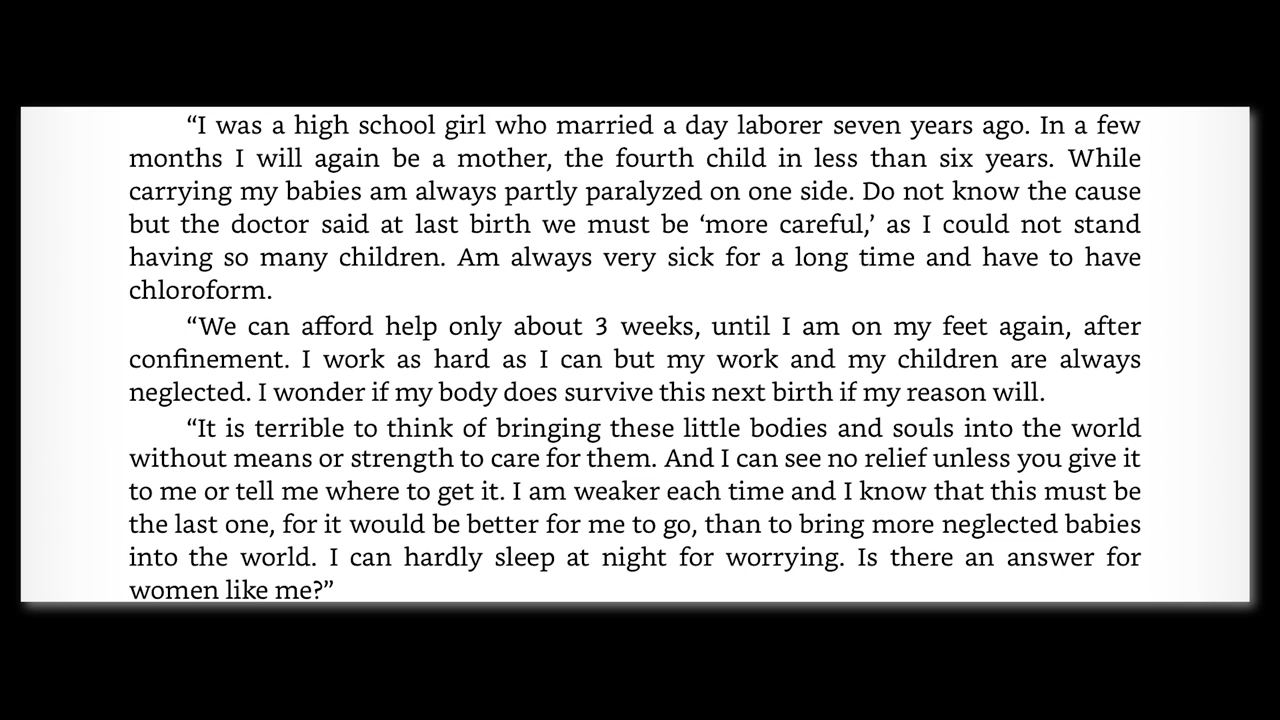 “I was a high school girl who married a day laborer seven years ago. In a few
months I will again be a mother, the fourth child in less than six years. While
carrying my babies am always partly paralyzed on one side. Do not know the cause
but the doctor said at last birth we must be ‘more careful,’ as I could not stand
having so many children. Am always very sick for a long time and have to have
chloroform.
“We can afford help only about 3 weeks, until I am on my feet again, after
confinement. I work as hard as I can but my work and my children are always
neglected. I wonder if my body does survive this next birth if my reason will.
“It is terrible to think of bringing these little bodies and souls into the world
without means or strength to care for them. And I can see no relief unless you give it
to me or tell me where to get it. I am weaker each time and I know that this must be
the last one, for it would be better for me to go, than to bring more neglected babies
into the world. I can hardly sleep at night for worrying. Is there an answer for
women like me?”